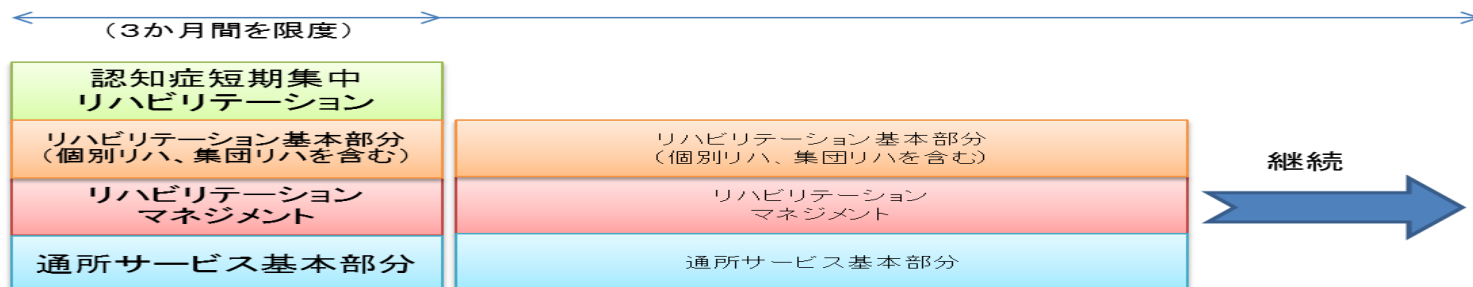 （３か月間を限度）
認知症短期集中
リハビリテーション
リハビリテーション基本部分
（個別リハ、集団リハを含む）
リハビリテーション
マネジメント
通所サービス基本部分
リハビリテーション基本部分
（個別リハ、集団リハを含む）
リハビリテーション
マネジメント
通所サービス基本部分
継続